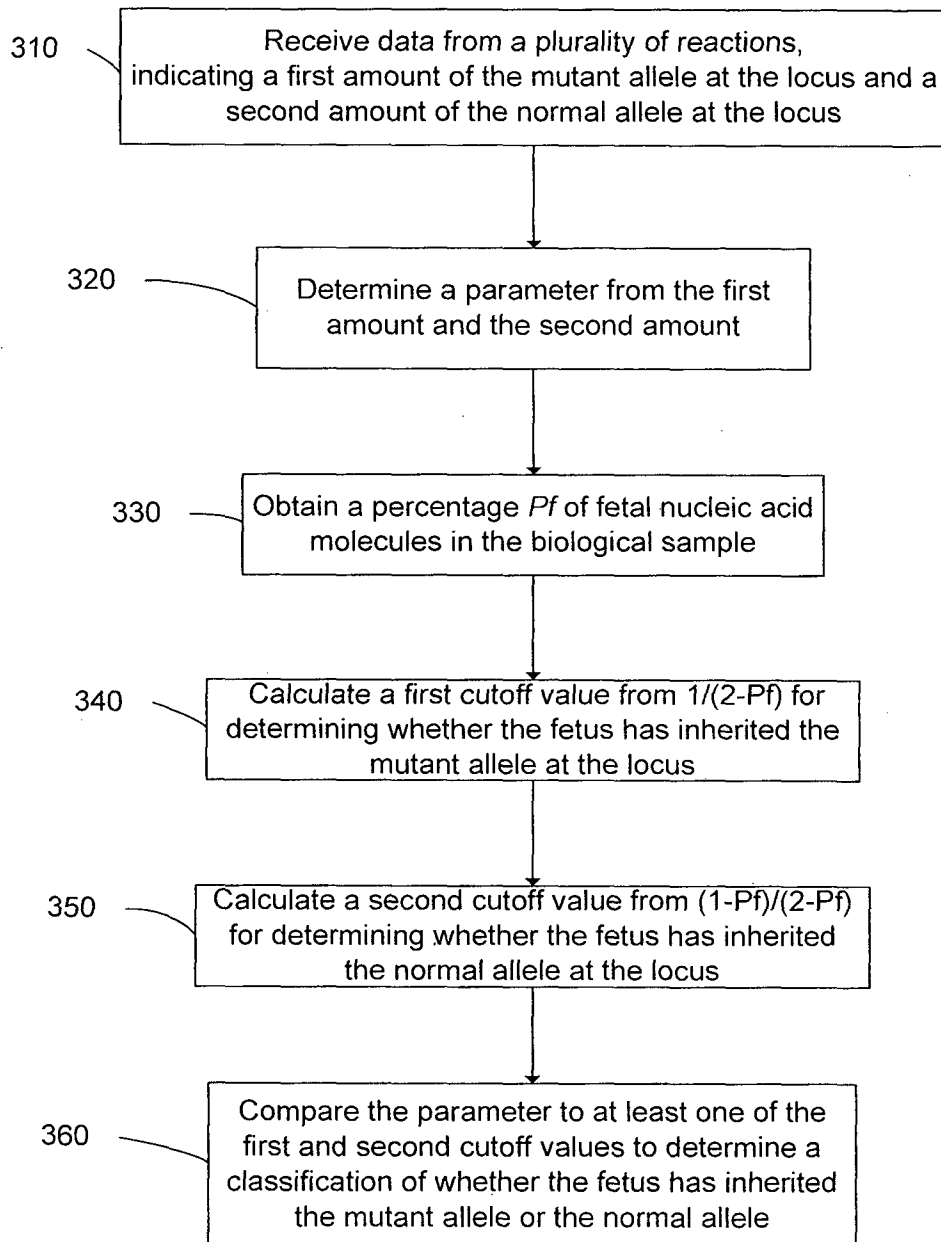 310
Receive data from a plurality of reactions,
indicating a first amount of the mutant allele at the locus and a
second amount of the normal allele at the locus
320
Determine a parameter from the first
amount and the second amount
330
Obtain a percentage Pf of fetal nucleic acid
molecules in the biological sample
340
Calculate a first cutoff value from 1/(2-Pf) for
determining whether the fetus has inherited the
mutant allele at the locus
350
Calculate a second cutoff value from (1-Pf)/(2-Pf)
for determining whether the fetus has inherited
the normal allele at the locus
360
Compare the parameter to at least one of the
first and second cutoff values to determine a
classification of whether the fetus has inherited
the mutant allele or the normal allele